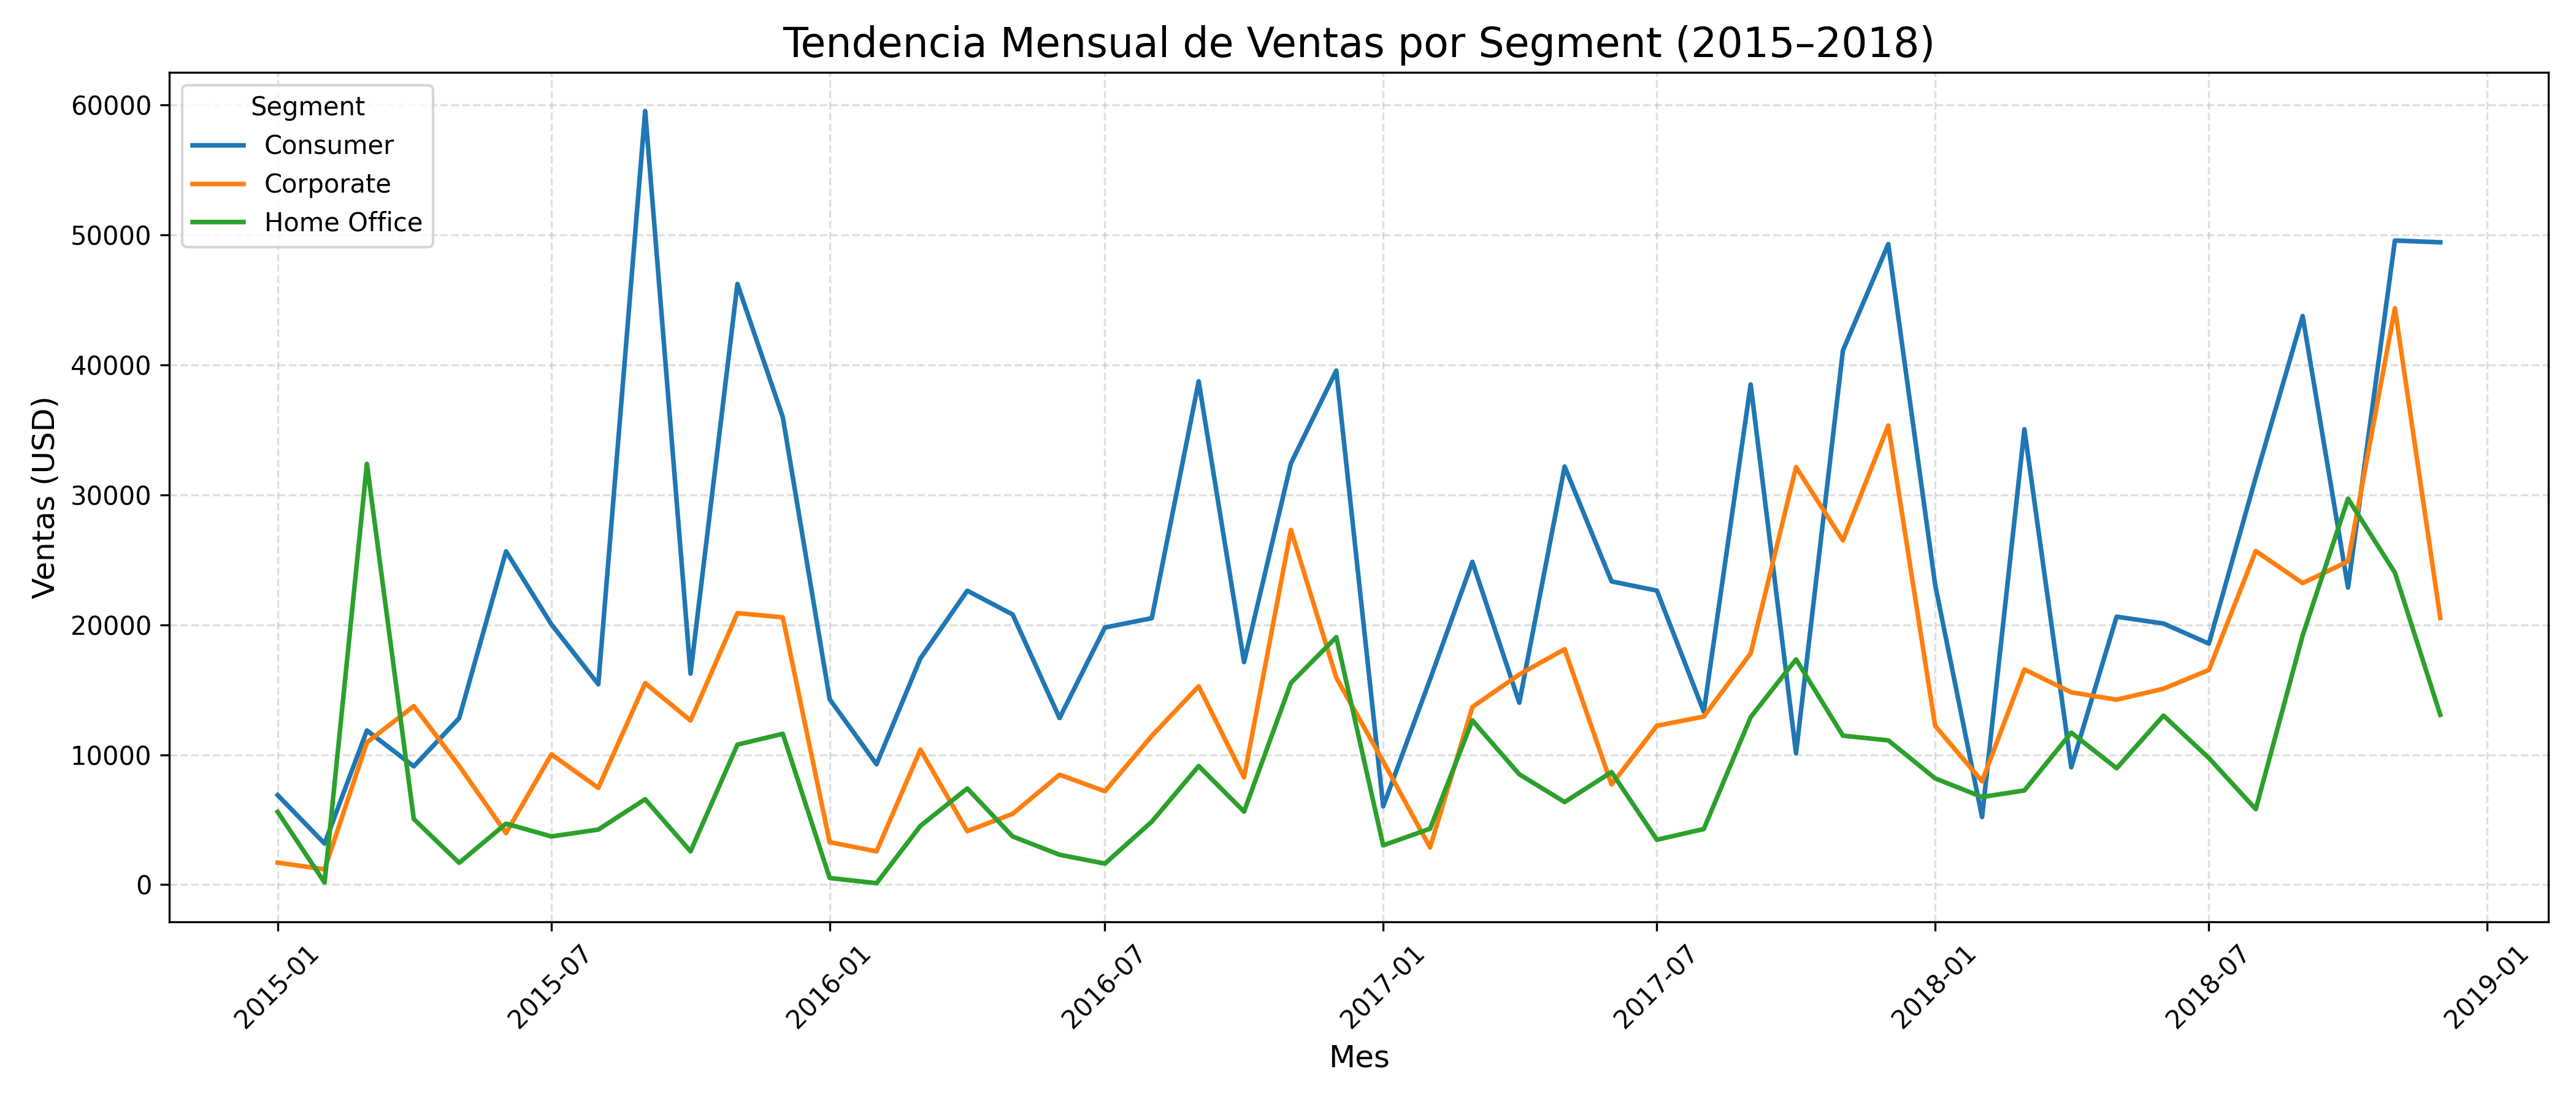 Tendencia Mensual de Ventas por Segment (2015–2018)
Segment
Consumer
Corporate
Home Office
Ventas (USD)
60000
50000
40000
30000
20000
10000
0
2015-01
2015-07
2016-01
2016-07
2017-01
2017-07
2018-01
2018-07
2019-01
Mes